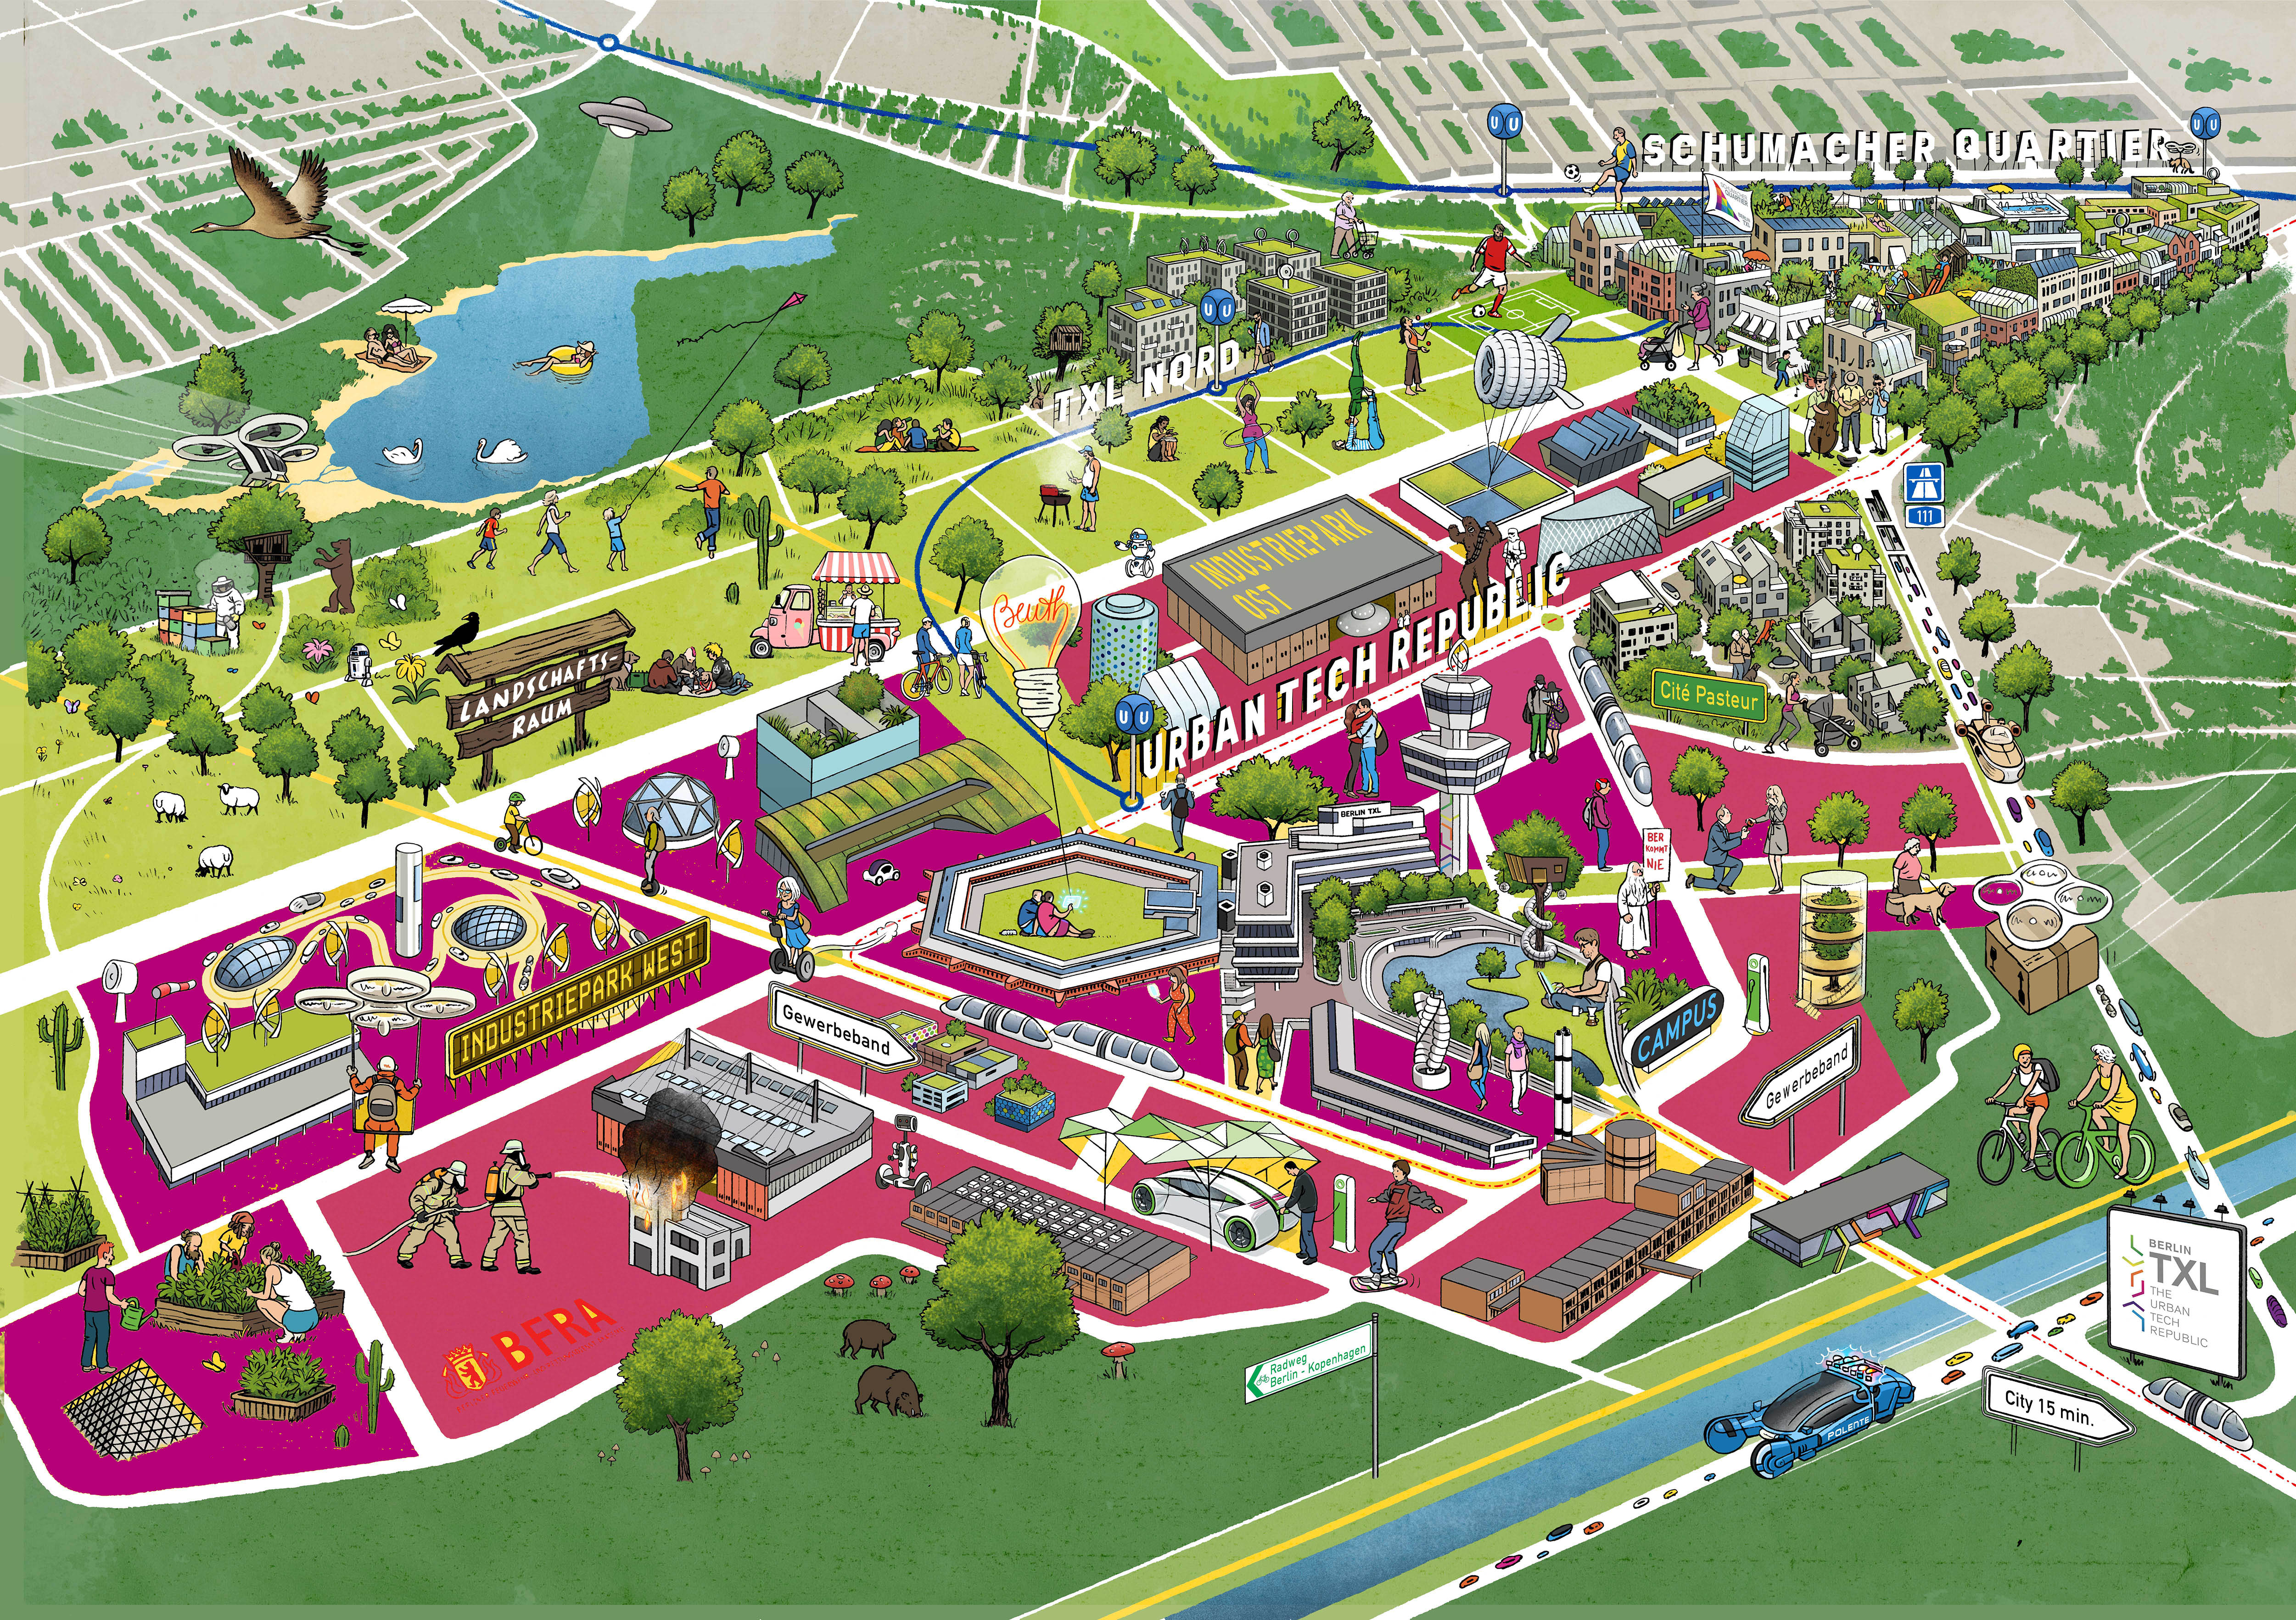 SCHUMACHER QUARTIER
U U
U U
U U
TXL NORD
111
INDUSTRIEPARK
OST
Beuth
URBAN TECH REPUBLIC
U U
LANDSCHAFTS-
RAUM
Cité Pasteur
BERLIN TXL
BER
KOMMT
NIE
INDUSTRIEPARK WEST
Gewerbeband
CAMPUS
Gewerbeband
BFRA
Radweg
Berlin - Kopenhagen
POLENTE
BERLIN
TXL
THE
URBAN
TECH
REPUBLIC
City 15 min.